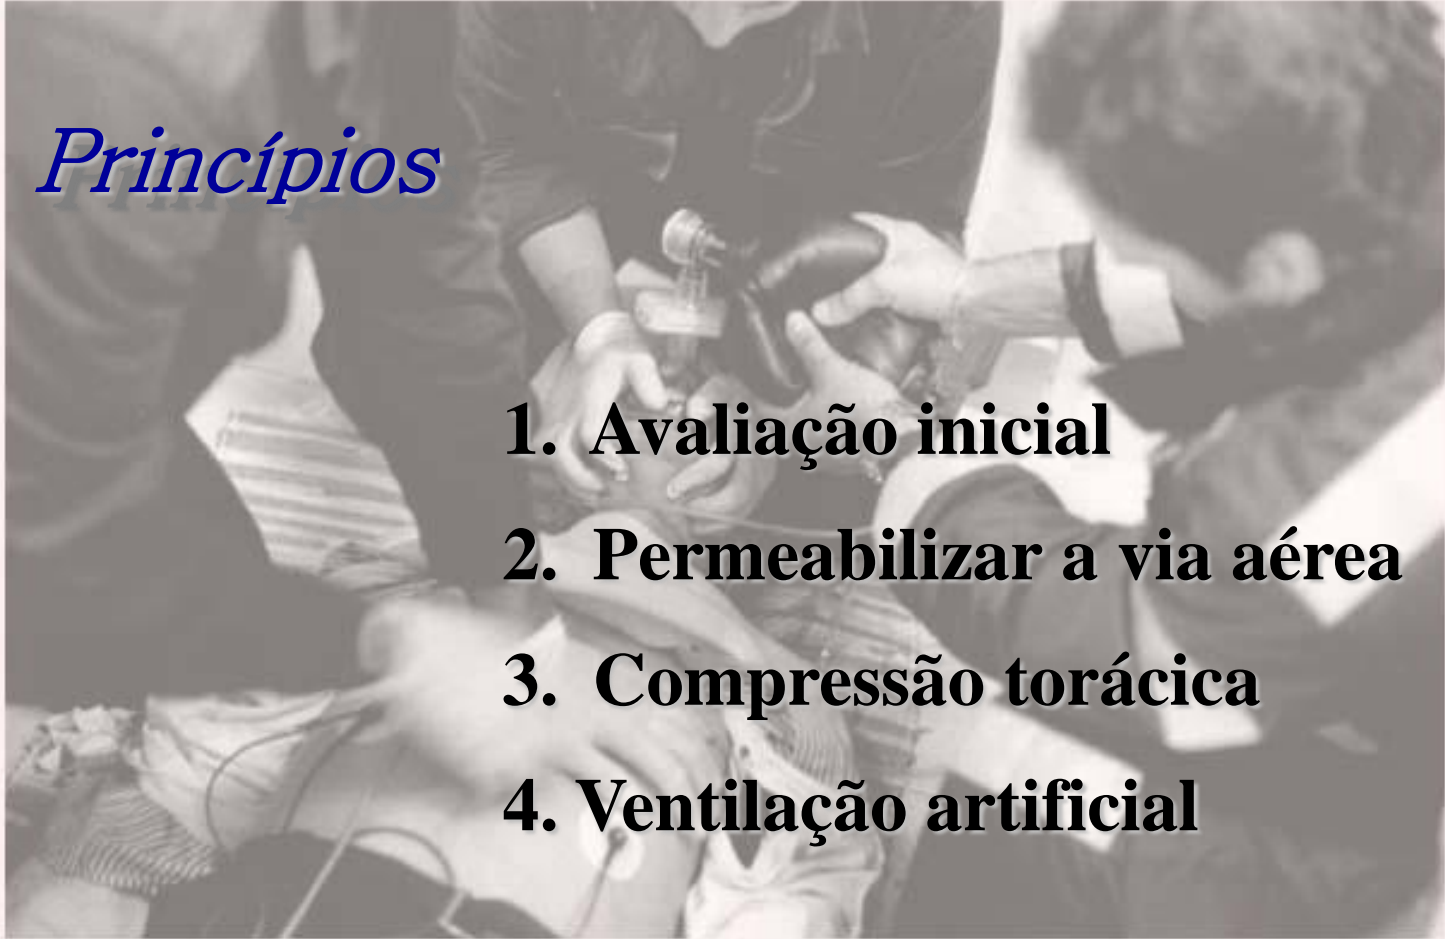 Princípios
1. Avaliação inicial
2. Permeabilizar a via aérea
3. Compressão torácica
4. Ventilação artificial